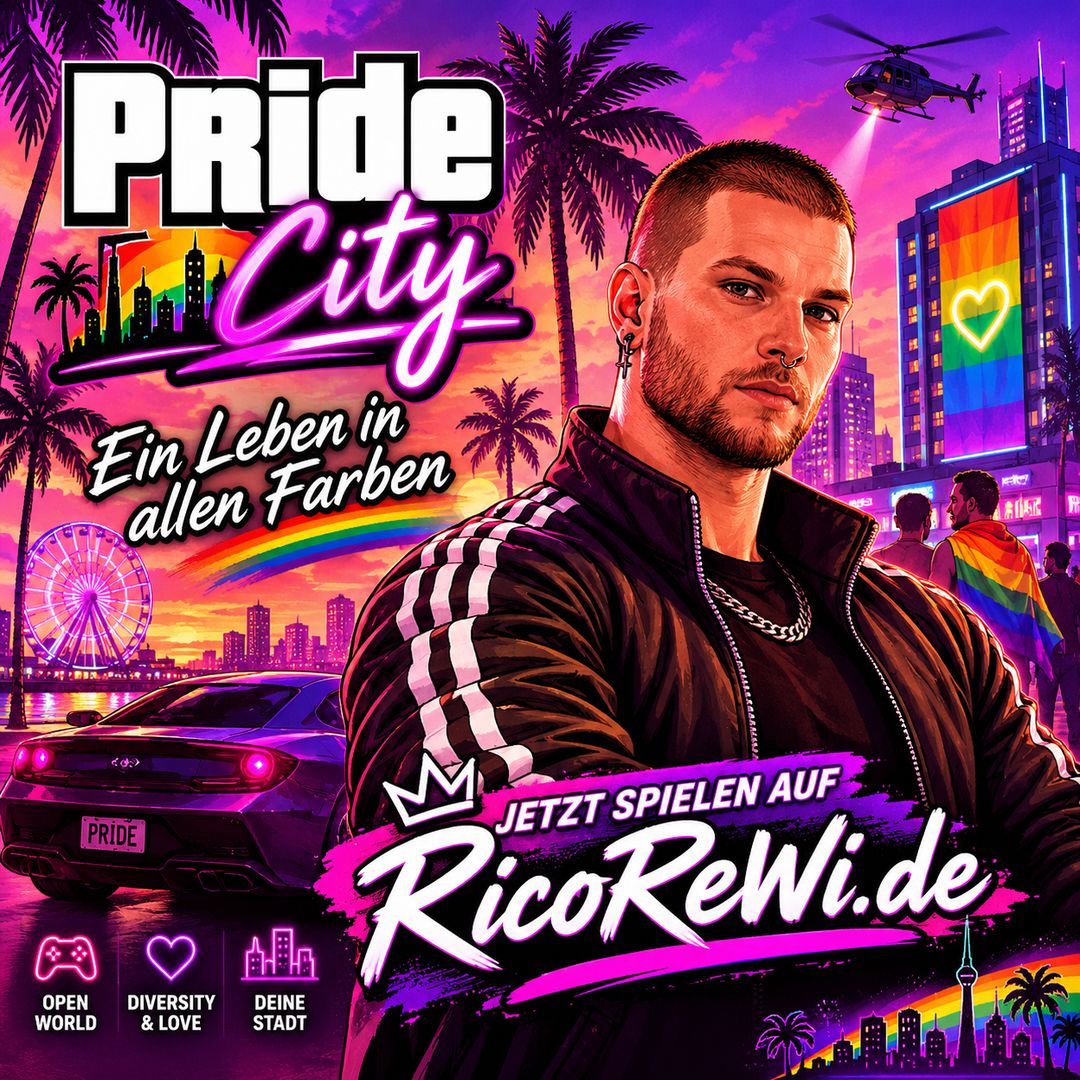 Pride
City
Ein Leben in
allen Farben
PRIDE
JETZT SPIELEN AUF
RicoReWi.de
OPEN
WORLD
DIVERSITY
& LOVE
DEINE
STADT